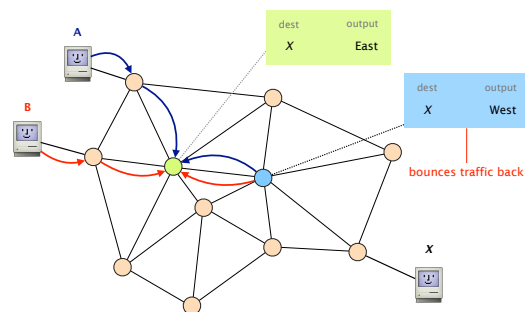 A
dest output
X East
dest output
X West
B
bounces traffic back
X